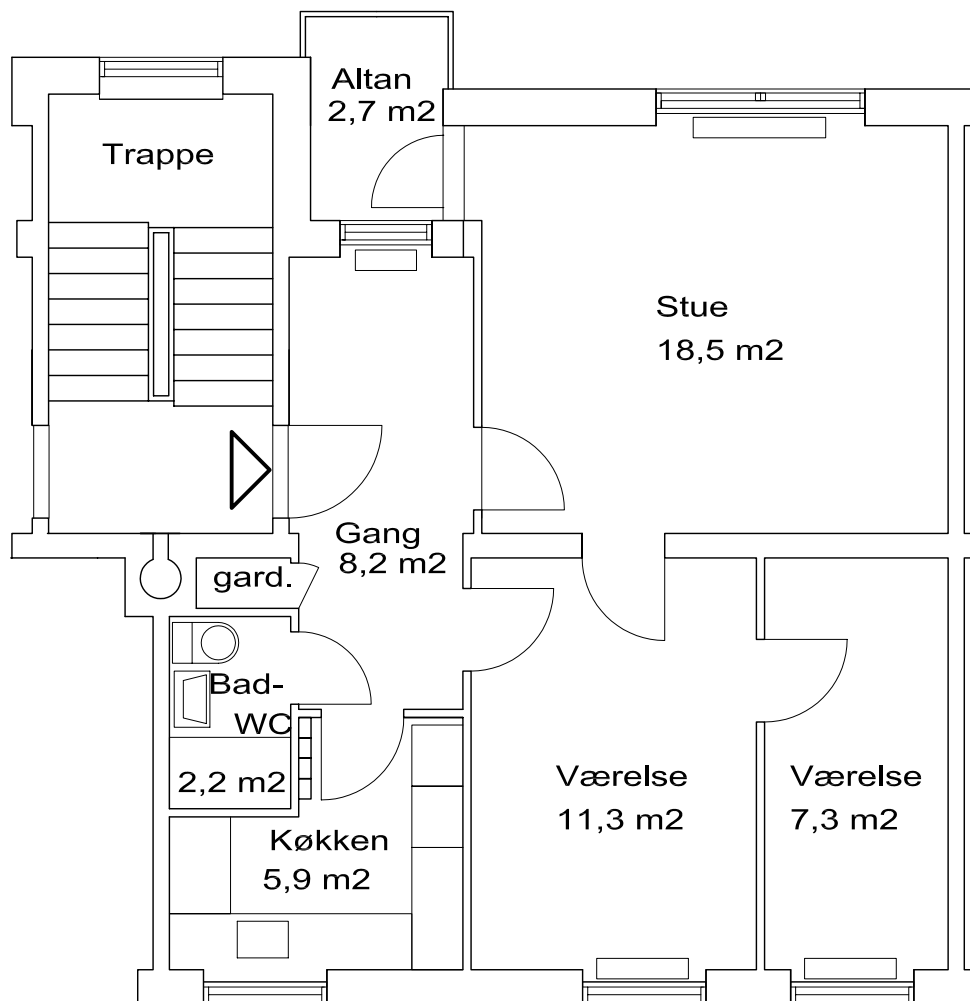 Altan
2,7 m2
Trappe
Stue
18,5 m2
Gang
8,2 m2
gard.
Bad-
WC
2,2 m2
Køkken
5,9 m2
Værelse
11,3 m2
Værelse
7,3 m2